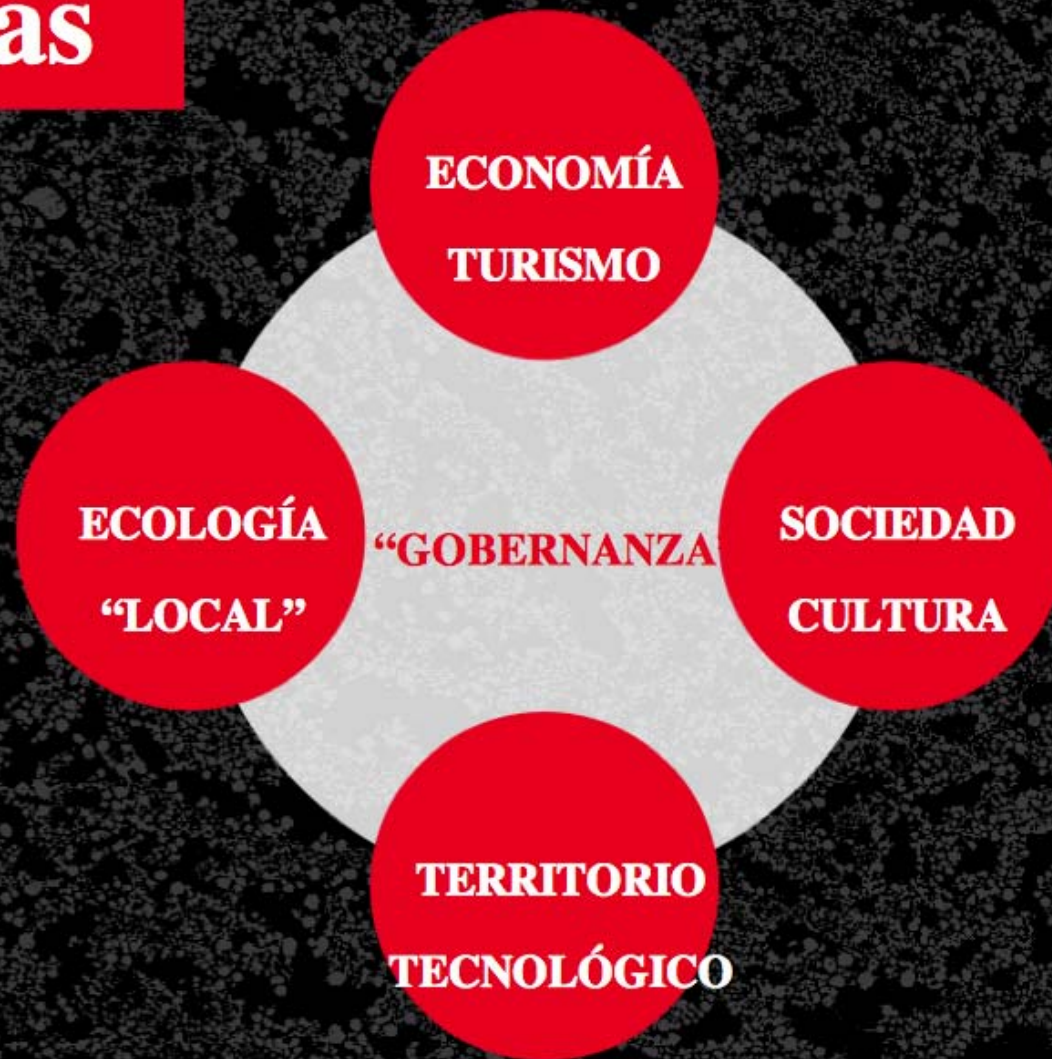 as
ECONOMÍA
TURISMO
ECOLOGÍA
“LOCAL”
“GOBERNANZA
SOCIEDAD
CULTURA
TERRITORIO
TECNOLÓGICO